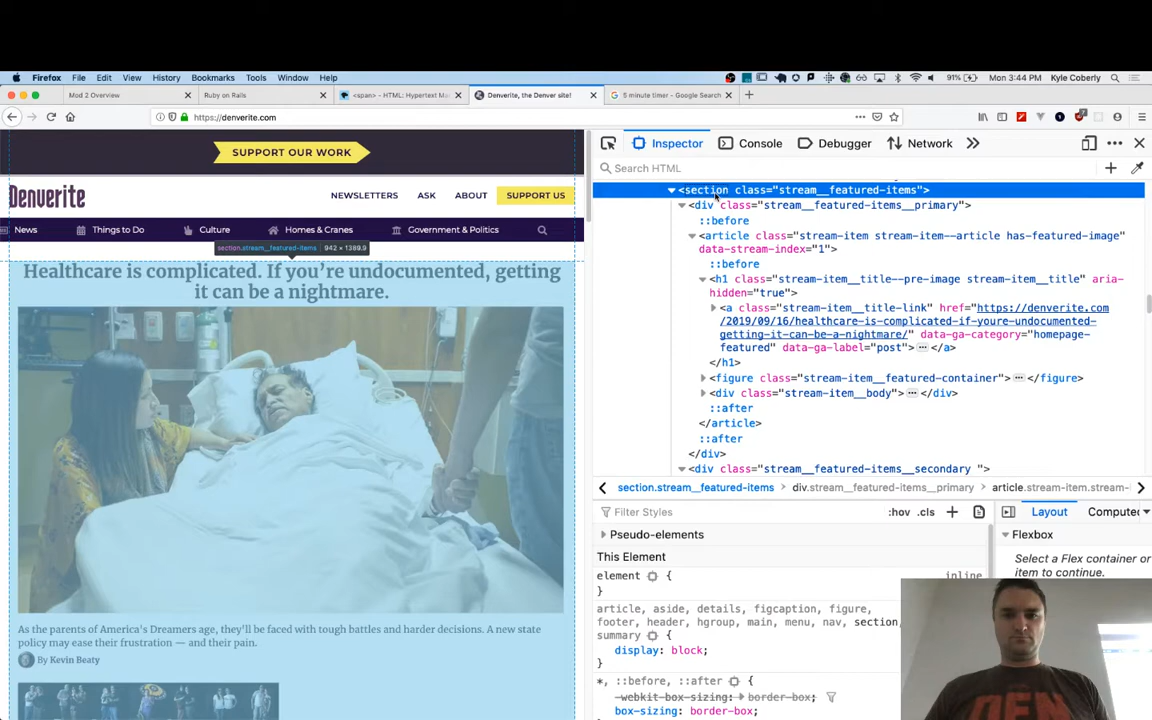 Firefox File Edit View History Bookmarks Tools Window Help 91% Mon 3:44 PM Kyle Coberly
Mod 2 Overview × Ruby on Rails × <span> – HTML: Hypertext Mar × Denverite, the Denver site! × 5 minute timer - Google Search × +
https://denverite.com
SUPPORT OUR WORK
Denverite NEWSLETTERS ASK ABOUT SUPPORT US
News Things to Do Culture Homes & Cranes Government & Politics
section.stream__featured-items 942 × 1389.9
Healthcare is complicated. If you’re undocumented, getting
it can be a nightmare.
As the parents of America's Dreamers age, they’ll be faced with tough battles and harder decisions. A new state
policy may ease their frustration — and their pain.
By Kevin Beaty
Inspector Console Debugger Network
Search HTML
<section class="stream__featured-items">
<div class="stream__featured-items__primary">
::before
<article class="stream-item stream-item--article has-featured-image"
data-stream-index="1">
::before
<h1 class="stream-item__title--pre-image stream-item__title" aria-
hidden="true">
<a class="stream-item__title-link" href="https://denverite.com
/2019/09/16/healthcare-is-complicated-if-youre-undocumented-
getting-it-can-be-a-nightmare/" data-ga-category="homepage-
featured" data-ga-label="post">…</a>
</h1>
<figure class="stream-item__featured-container">…</figure>
<div class="stream-item__body">…</div>
::after
</article>
::after
</div>
<div class="stream__featured-items__secondary ">
section.stream__featured-items div.stream__featured-items__primary article.stream-item.stream-
Filter Styles :hov .cls + Layout Compute
Pseudo-elements
This Element
element { inline
}
article, aside, details, figcaption, figure,
footer, header, hgroup, main, menu, nav, section,
summary {
display: block;
}
*, ::before, ::after {
-webkit-box-sizing: border-box;
box-sizing: border-box;
Flexbox
Select a Flex container or
item to continue.